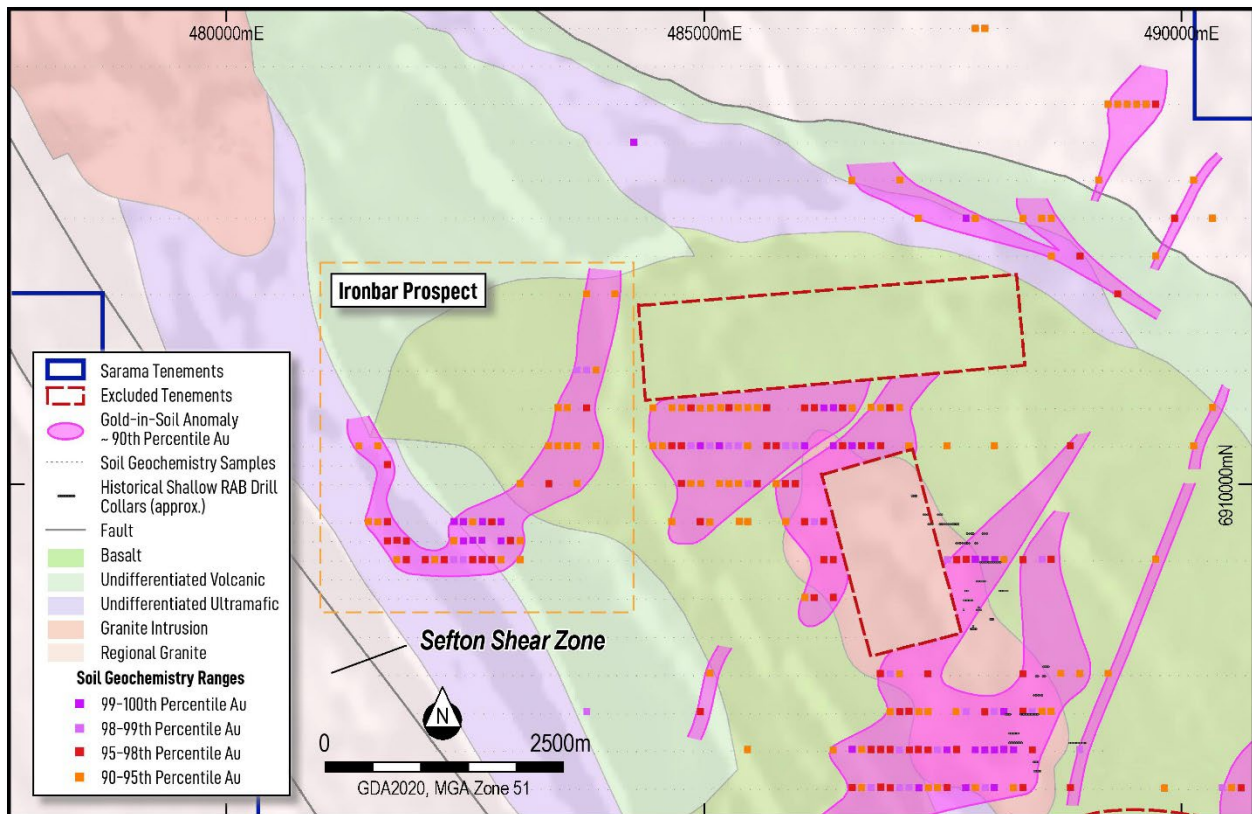 480000mE
485000mE
490000mE
Ironbar Prospect
6910000mN
Sarama Tenements
Excluded Tenements
Gold-in-Soil Anomaly
~ 90th Percentile Au
Soil Geochemistry Samples
Historical Shallow RAB Drill
Collars (approx.)
Fault
Basalt
Undifferentiated Volcanic
Undifferentiated Ultramafic
Granite Intrusion
Regional Granite
Soil Geochemistry Ranges
99-100th Percentile Au
98-99th Percentile Au
95-98th Percentile Au
90-95th Percentile Au
Sefton Shear Zone
N
0
2500m
GDA2020, MGA Zone 51